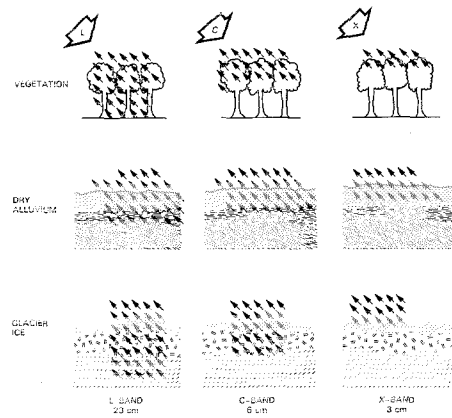 L
C
X
VEGETATION
DRY
ALLUVIUM
GLACIER
ICE
L-BAND
23 cm
C-BAND
6 cm
X-BAND
3 cm